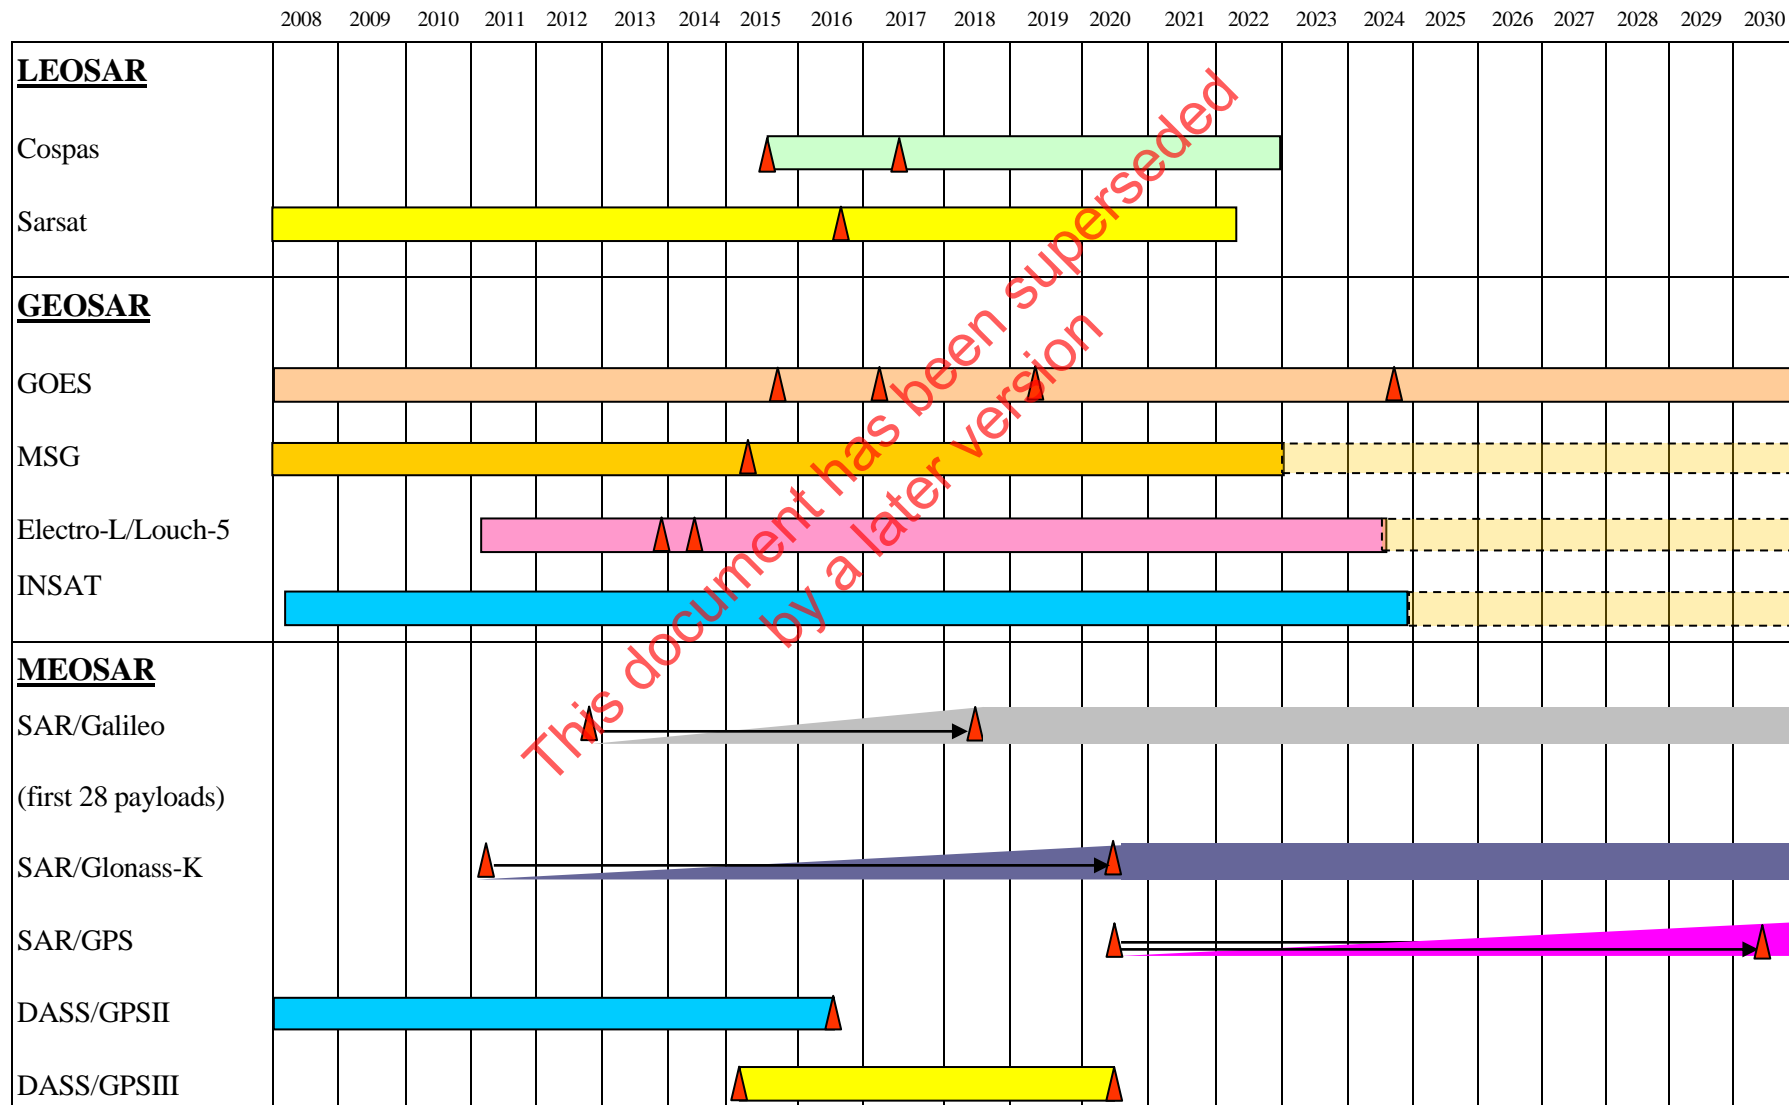 2008 2009 2010 2011 2012 2013 2014 2015 2016 2017 2018 2019 2020 2021 2022 2023 2024 2025 2026 2027 2028 2029 2030
LEOSAR
Cospas
Sarsat
GEOSAR
GOES
MSG
Electro-L/Louch-5
INSAT
MEOSAR
SAR/Galileo
(first 28 payloads)
SAR/Glonass-K
SAR/GPS
DASS/GPSII
DASS/GPSIII
This document has been superseded
by a later version